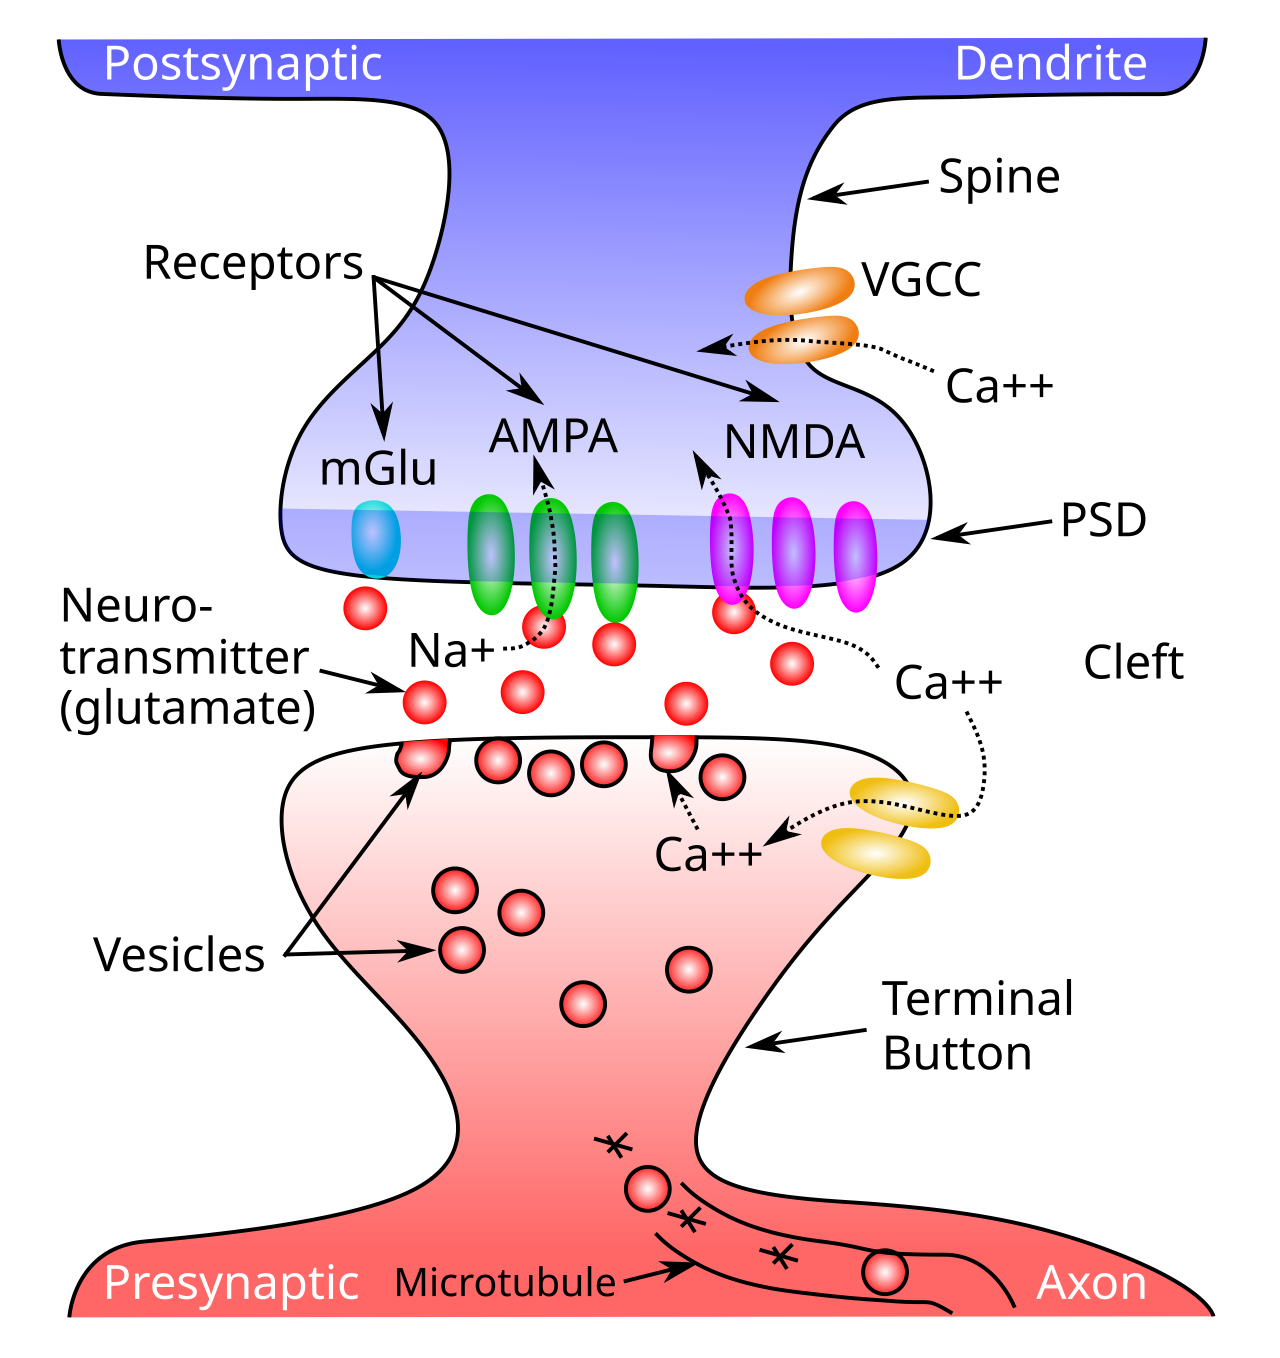 Postsynaptic
Dendrite
Spine
Receptors
VGCC
Ca++
AMPA
NMDA
mGlu
PSD
Neuro-
transmitter
(glutamate)
Na+
Cleft
Ca++
Ca++
Vesicles
Terminal
Button
Microtubule
Presynaptic
Axon